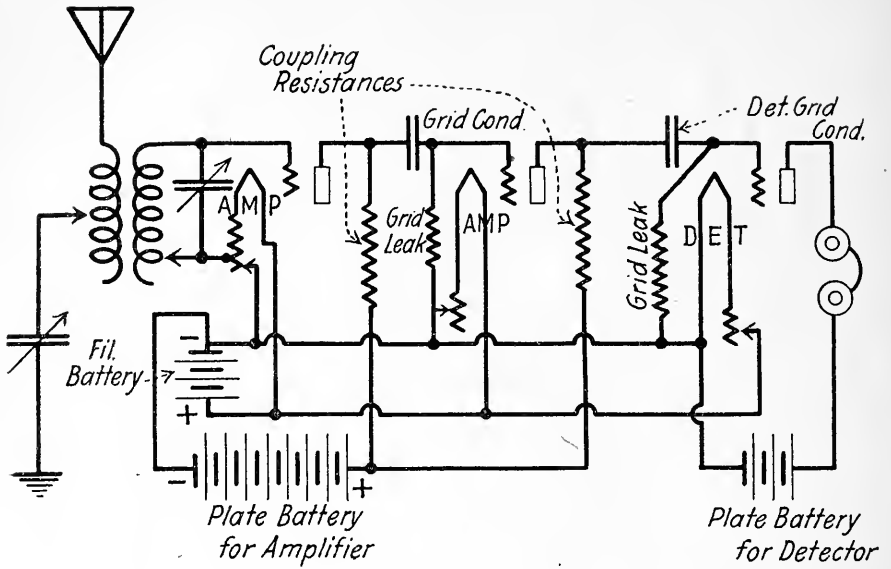 Coupling
Resistances
Grid Cond.
Det. Grid
Cond.
AMP
Grid
Leak
AMP
Grid Leak
DET
Fil.
Battery
-
+
-
+
Plate Battery
for Amplifier
Plate Battery
for Detector